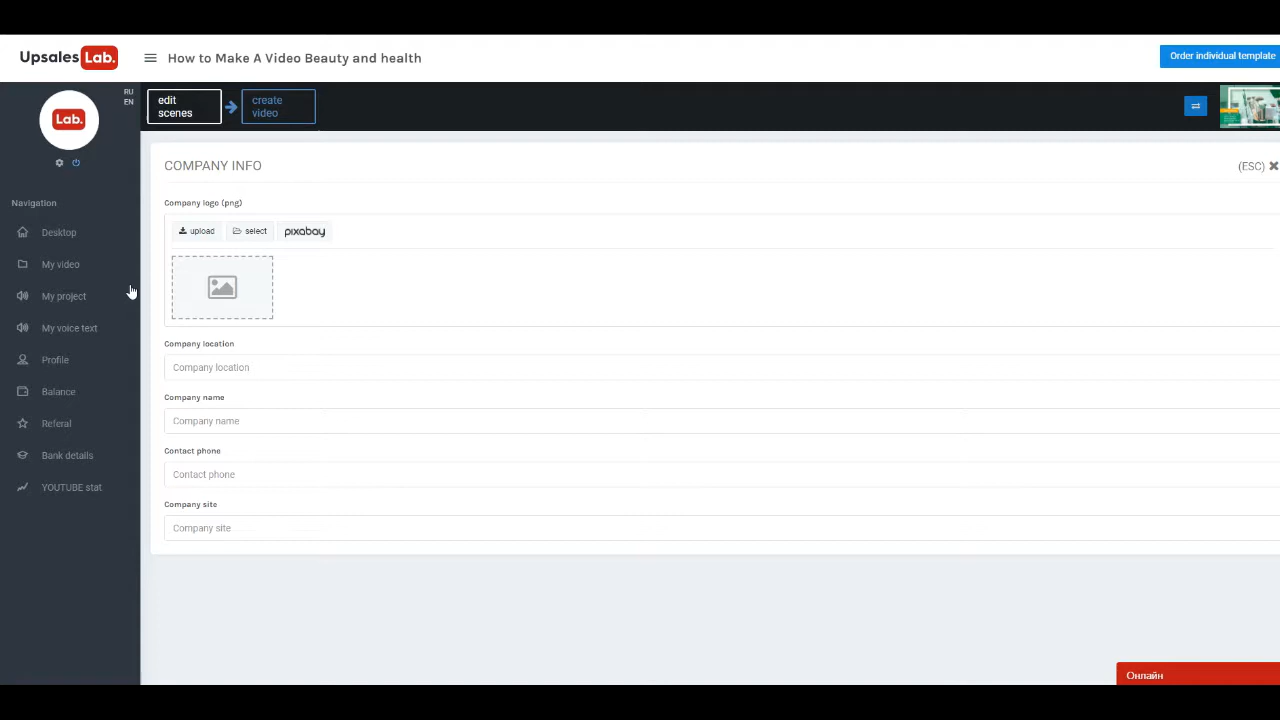 Upsales Lab.
How to Make A Video Beauty and health
Order individual template
RU
EN
Lab.
edit
scenes
create
video
Navigation
Desktop
My video
My project
My voice text
Profile
Balance
Referal
Bank details
YOUTUBE stat
COMPANY INFO
(ESC)
Company logo (png)
upload
select
pixabay
Company location
Company location
Company name
Company name
Contact phone
Contact phone
Company site
Company site
Онлайн